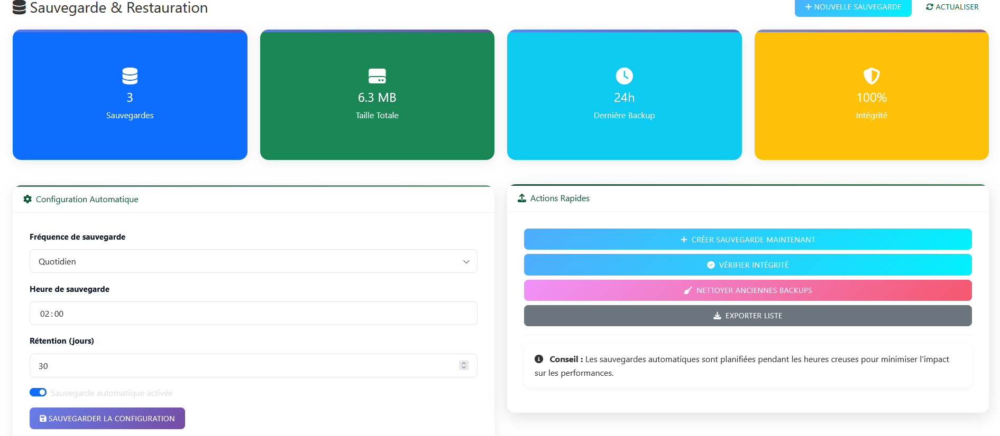 Sauvegarde & Restauration
NOUVELLE SAUVEGARDE
ACTUALISER
3
Sauvegardes
6.3 MB
Taille Totale
24h
Dernière Backup
100%
Intégrité
Configuration Automatique
Fréquence de sauvegarde
Quotidien
Heure de sauvegarde
02:00
Rétention (jours)
30
Sauvegarde automatique activée
SAUVEGARDER LA CONFIGURATION
Actions Rapides
CRÉER SAUVEGARDE MAINTENANT
VÉRIFIER INTÉGRITÉ
NETTOYER ANCIENNES BACKUPS
EXPORTER LISTE
Conseil : Les sauvegardes automatiques sont planifiées pendant les heures creuses pour minimiser l'impact
sur les performances.